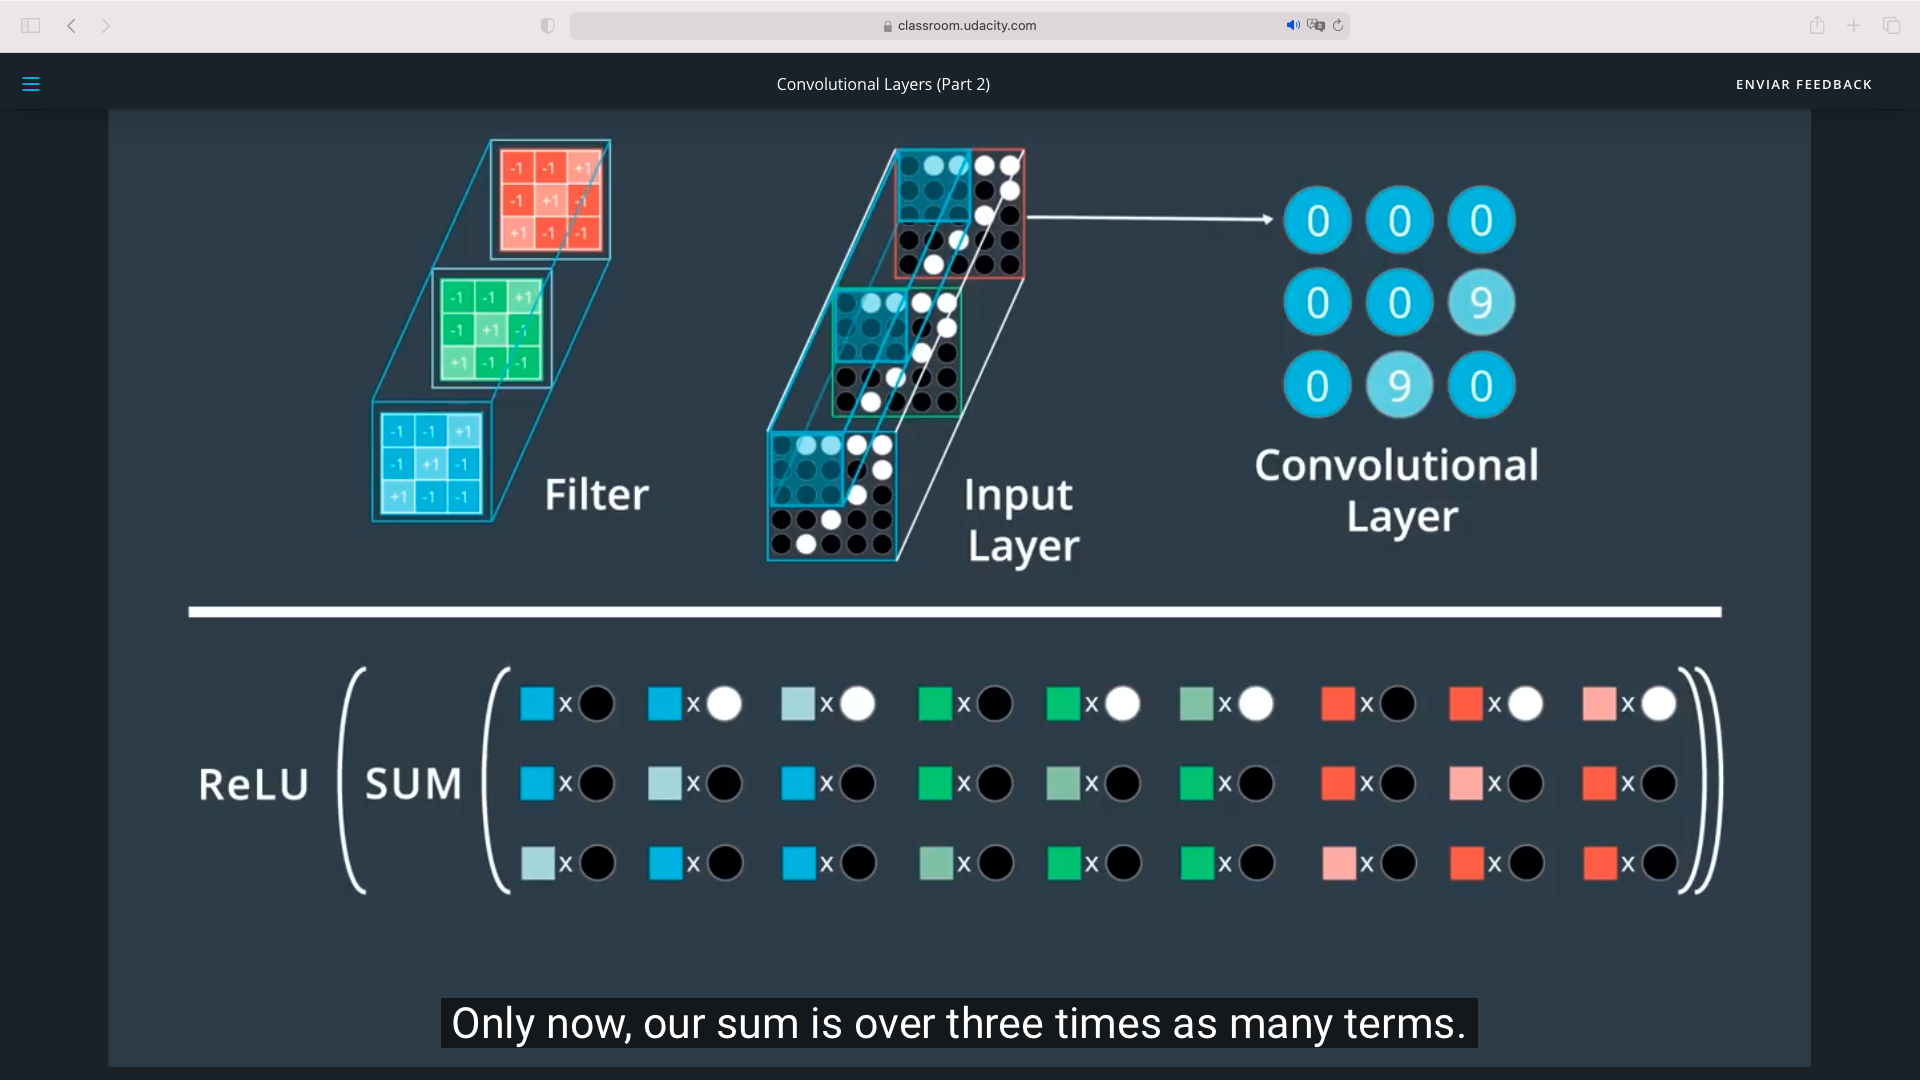 classroom.udacity.com
Convolutional Layers (Part 2)
ENVIAR FEEDBACK
-1 -1 +1
-1 +1 -1
+1 -1 -1
-1 -1 +1
-1 +1 -1
+1 -1 -1
-1 -1 +1
-1 +1 -1
+1 -1 -1
Filter
Input
Layer
0 0 0
0 0 9
0 9 0
Convolutional
Layer
ReLU ( SUM (
x x x x x x x x x
x x x x x x x x x
x x x x x x x x x
))
Only now, our sum is over three times as many terms.